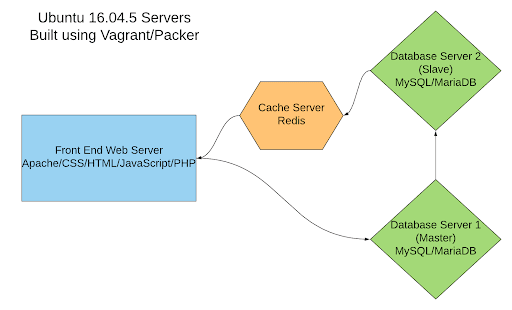 Ubuntu 16.04.5 Servers
Built using Vagrant/Packer
Database Server 2
(Slave)
MySQL/MariaDB
Cache Server
Redis
Front End Web Server
Apache/CSS/HTML/JavaScript/PHP
Database Server 1
(Master)
MySQL/MariaDB